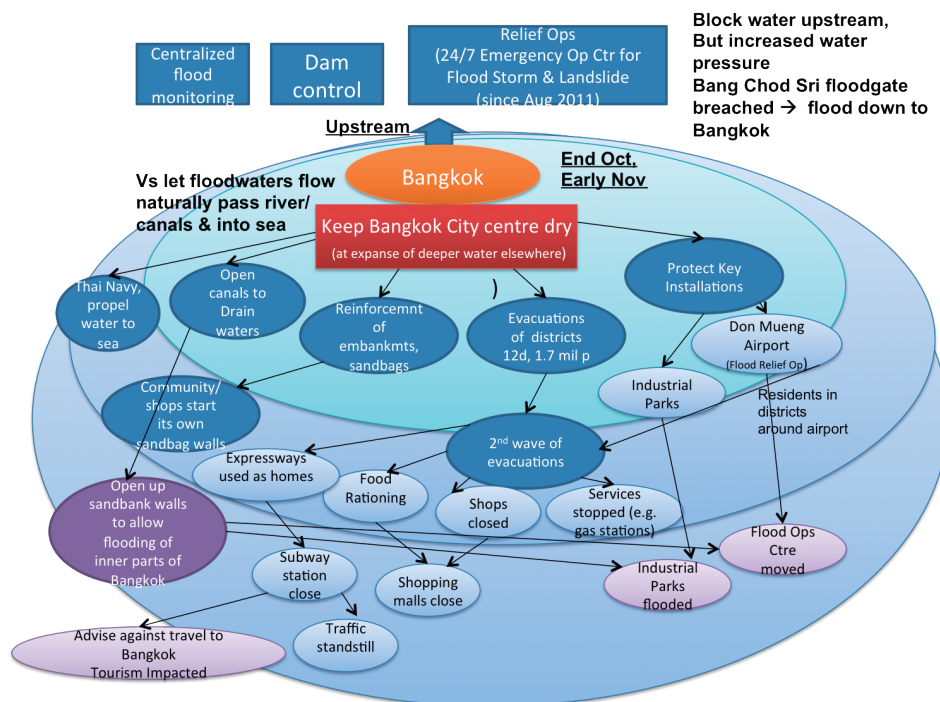 Centralized
flood
monitoring
Dam
control
Relief Ops
(24/7 Emergency Op Ctr for
Flood Storm & Landslide
(since Aug 2011)
Block water upstream,
But increased water
pressure
Bang Chod Sri floodgate
breached → flood down to
Bangkok
Upstream
Bangkok
End Oct,
Early Nov
Vs let floodwaters flow
naturally pass river/
canals & into sea
Keep Bangkok City centre dry
(at expanse of deeper water elsewhere)
Thai Navy,
propel
water to
sea
Open
canals to
Drain
waters
Reinforcemnt
of
embankmts,
sandbags
)
Evacuations
of districts
12d, 1.7 mil p
Protect Key
Installations
Don Mueng
Airport
(Flood Relief Op)
Industrial
Parks
Residents in
districts
around airport
Community/
shops start
its own
sandbag walls
2nd wave of
evacuations
Expressways
used as homes
Food
Rationing
Shops
closed
Services
stopped (e.g.
gas stations)
Open up
sandbank walls
to allow
flooding of
inner parts of
Bangkok
Subway
station
close
Shopping
malls close
Industrial
Parks
flooded
Flood Ops
Ctre
moved
Traffic
standstill
Advise against travel to
Bangkok
Tourism Impacted